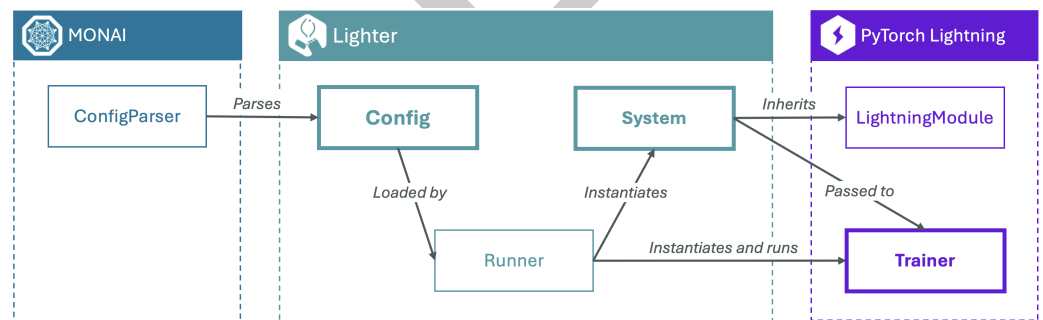 MONAI
Lighter
PyTorch Lightning
ConfigParser
Parses
Config
System
Inherits
LightningModule
Loaded by
Instantiates
Passed to
Runner
Instantiates and runs
Trainer